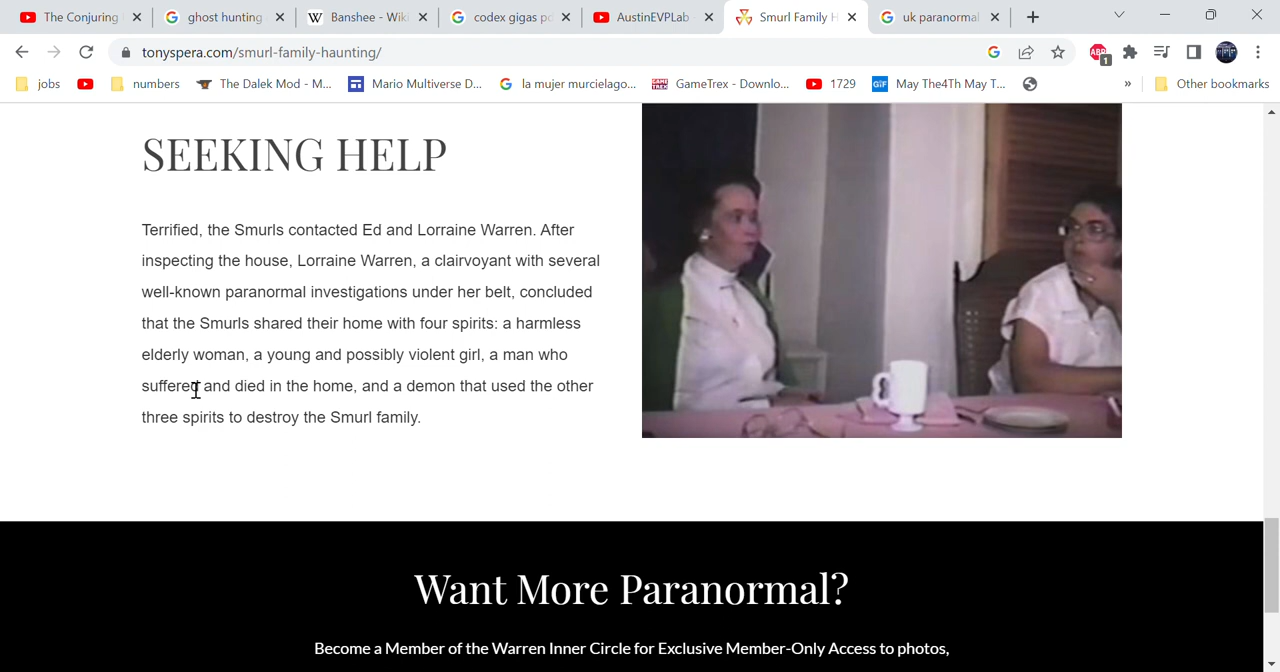 The Conjuring
ghost hunting
Banshee - Wiki
codex gigas po
AustinEVPLab
Smurl Family H
uk paranormal
tonyspera.com/smurl-family-haunting/
ABP
1
jobs
numbers
The Dalek Mod - M...
Mario Multiverse D...
la mujer murcielago...
GAME TREX
GameTrex - Downlo...
1729
GIF
May The4Th May T...
»
Other bookmarks
SEEKING HELP
Terrified, the Smurls contacted Ed and Lorraine Warren. After
inspecting the house, Lorraine Warren, a clairvoyant with several
well-known paranormal investigations under her belt, concluded
that the Smurls shared their home with four spirits: a harmless
elderly woman, a young and possibly violent girl, a man who
suffered and died in the home, and a demon that used the other
three spirits to destroy the Smurl family.
Want More Paranormal?
Become a Member of the Warren Inner Circle for Exclusive Member-Only Access to photos,